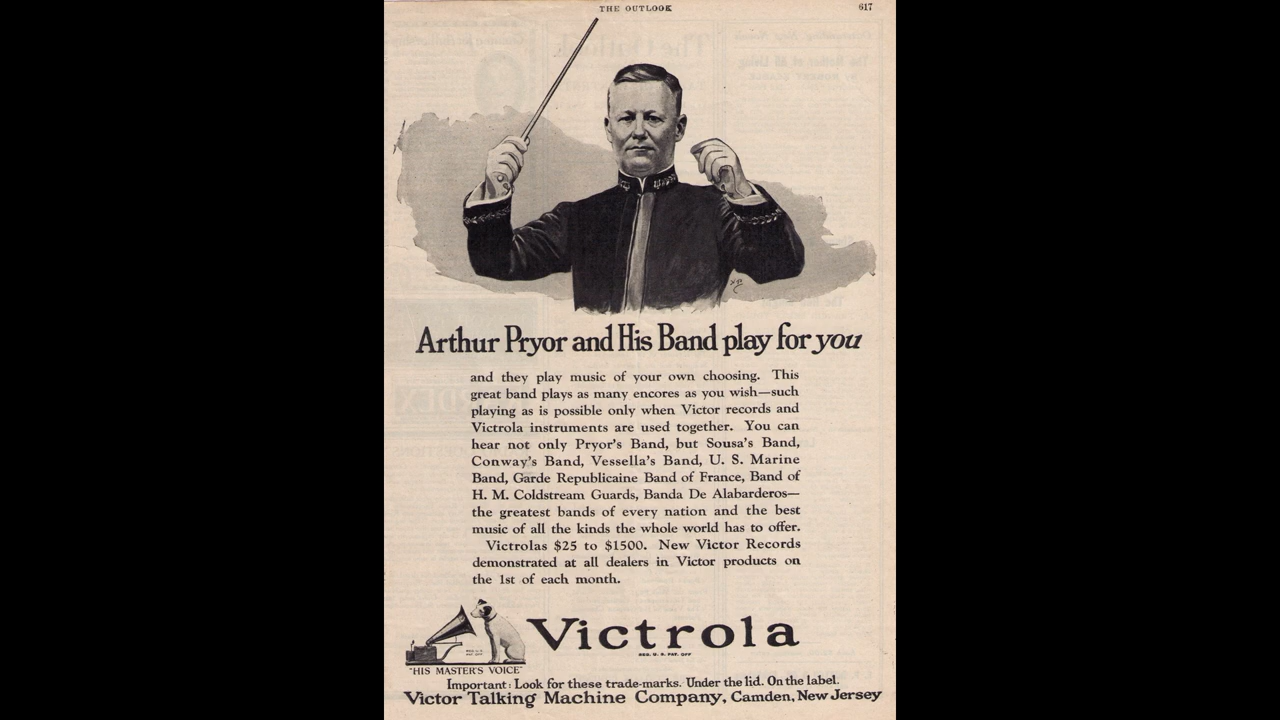 THE OUTLOOK
617
Arthur Pryor and His Band play for you
and they play music of your own choosing. This
great band plays as many encores as you wish—such
playing as is possible only when Victor records and
Victrola instruments are used together. You can
hear not only Pryor's Band, but Sousa's Band,
Conway's Band, Vessella's Band, U. S. Marine
Band, Garde Republicaine Band of France, Band of
H. M. Coldstream Guards, Banda De Alabarderos—
the greatest bands of every nation and the best
music of all the kinds the whole world has to offer.
Victrolas $25 to $1500. New Victor Records
demonstrated at all dealers in Victor products on
the 1st of each month.
Victrola
REG. U. S. PAT. OFF.
REG. U.S. PAT. OFF.
"HIS MASTER'S VOICE"
Important: Look for these trade-marks. Under the lid. On the label.
Victor Talking Machine Company, Camden, New Jersey